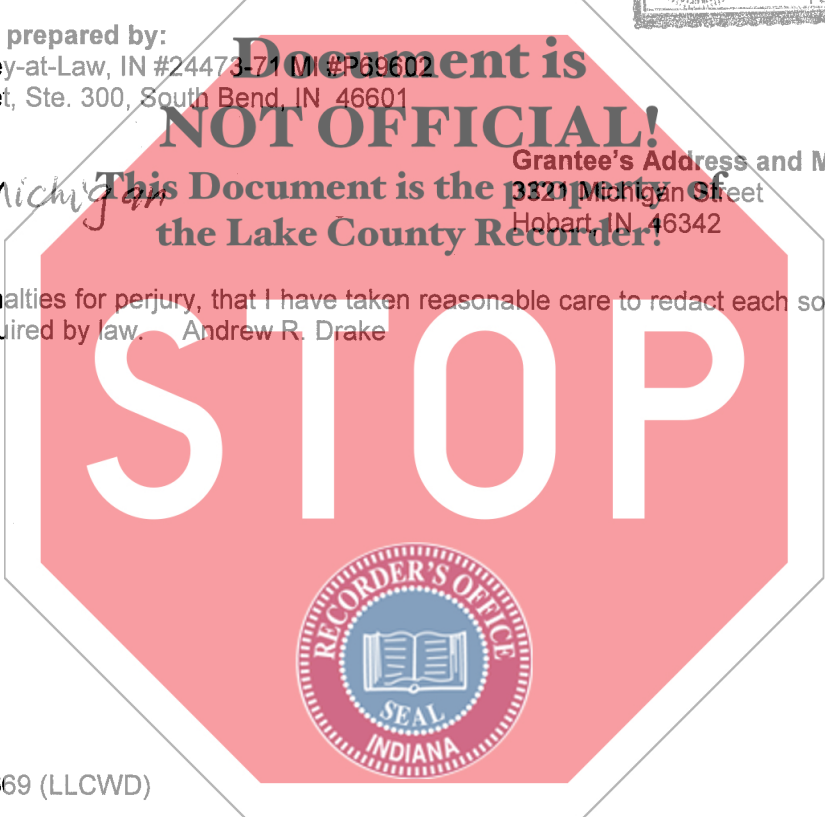 prepared by:
y-at-Law, IN #24473-71 MI #P69602
t, Ste. 300, South Bend, IN 46601
Document is
NOT OFFICIAL!
This Document is the property of
the Lake County Recorder!
Michigan
Grantee's Address and M
3321 Michigan Street
Hobart, IN 46342
alties for perjury, that I have taken reasonable care to redact each so
uired by law. Andrew R. Drake
STOP
RECORDER'S OFFICE
SEAL
INDIANA
69 (LLCWD)